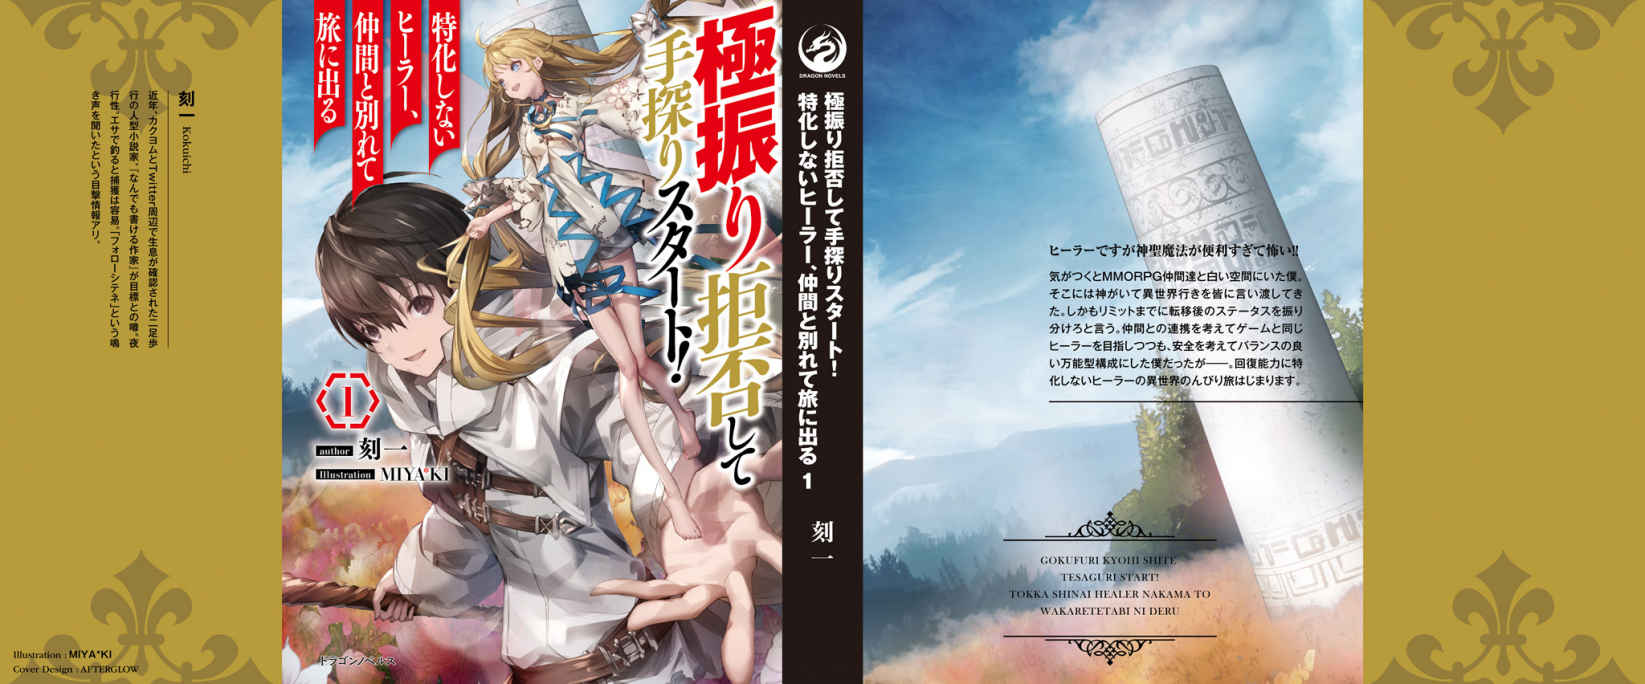 刻一 Kokuichi
近年、カクヨムとTwitter周辺で生息が確認された二足歩
行の人型小説家。『なんでも書ける作家』が目標との噂。夜
行性。エサで釣ると捕獲は容易。「フォローシテネ」という鳴
き声を聞いたという目撃情報アリ。
Illustration : MIYA*KI
Cover Design : AFTERGLOW
極振り拒否して
手探りスタート!
特化しない
ヒーラー、
仲間と別れて
旅に出る
I
author 刻一
Illustration MIYA*KI
ドラゴンノベルス
DRAGON NOVELS
極振り拒否して手探りスタート!
特化しないヒーラー、仲間と別れて旅に出る 1
刻一
ヒーラーですが神聖魔法が便利すぎて怖い!!
気がつくとMMORPG仲間達と白い空間にいた僕。
そこには神がいて異世界行きを皆に言い渡してき
た。しかもリミットまでに転移後のステータスを振り
分けろと言う。仲間との連携を考えてゲームと同じ
ヒーラーを目指しつつも、安全を考えてバランスの良
い万能型構成にした僕だったが――。回復能力に特
化しないヒーラーの異世界のんびり旅はじまります。
GOKUFURI KYOHI SHITE
TESAGURI START!
TOKKA SHINAI HEALER NAKAMA TO
WAKARETETABI NI DERU